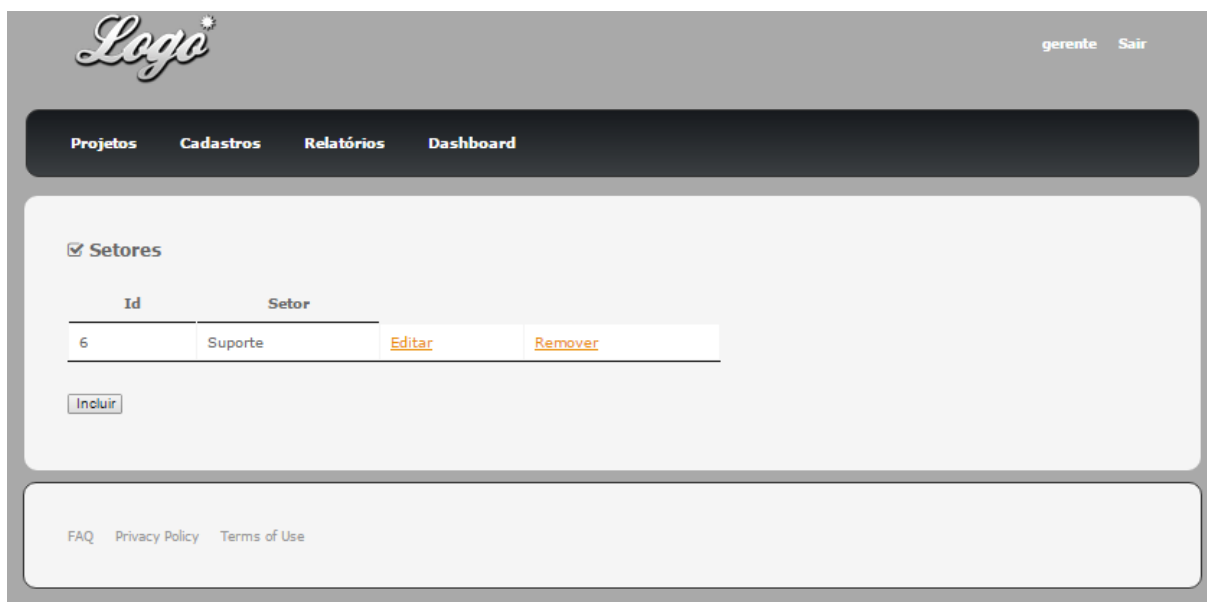 Logo
gerente Sair
Projetos Cadastros Relatórios Dashboard
Setores
Id Setor
6 Suporte Editar Remover
Incluir
FAQ Privacy Policy Terms of Use